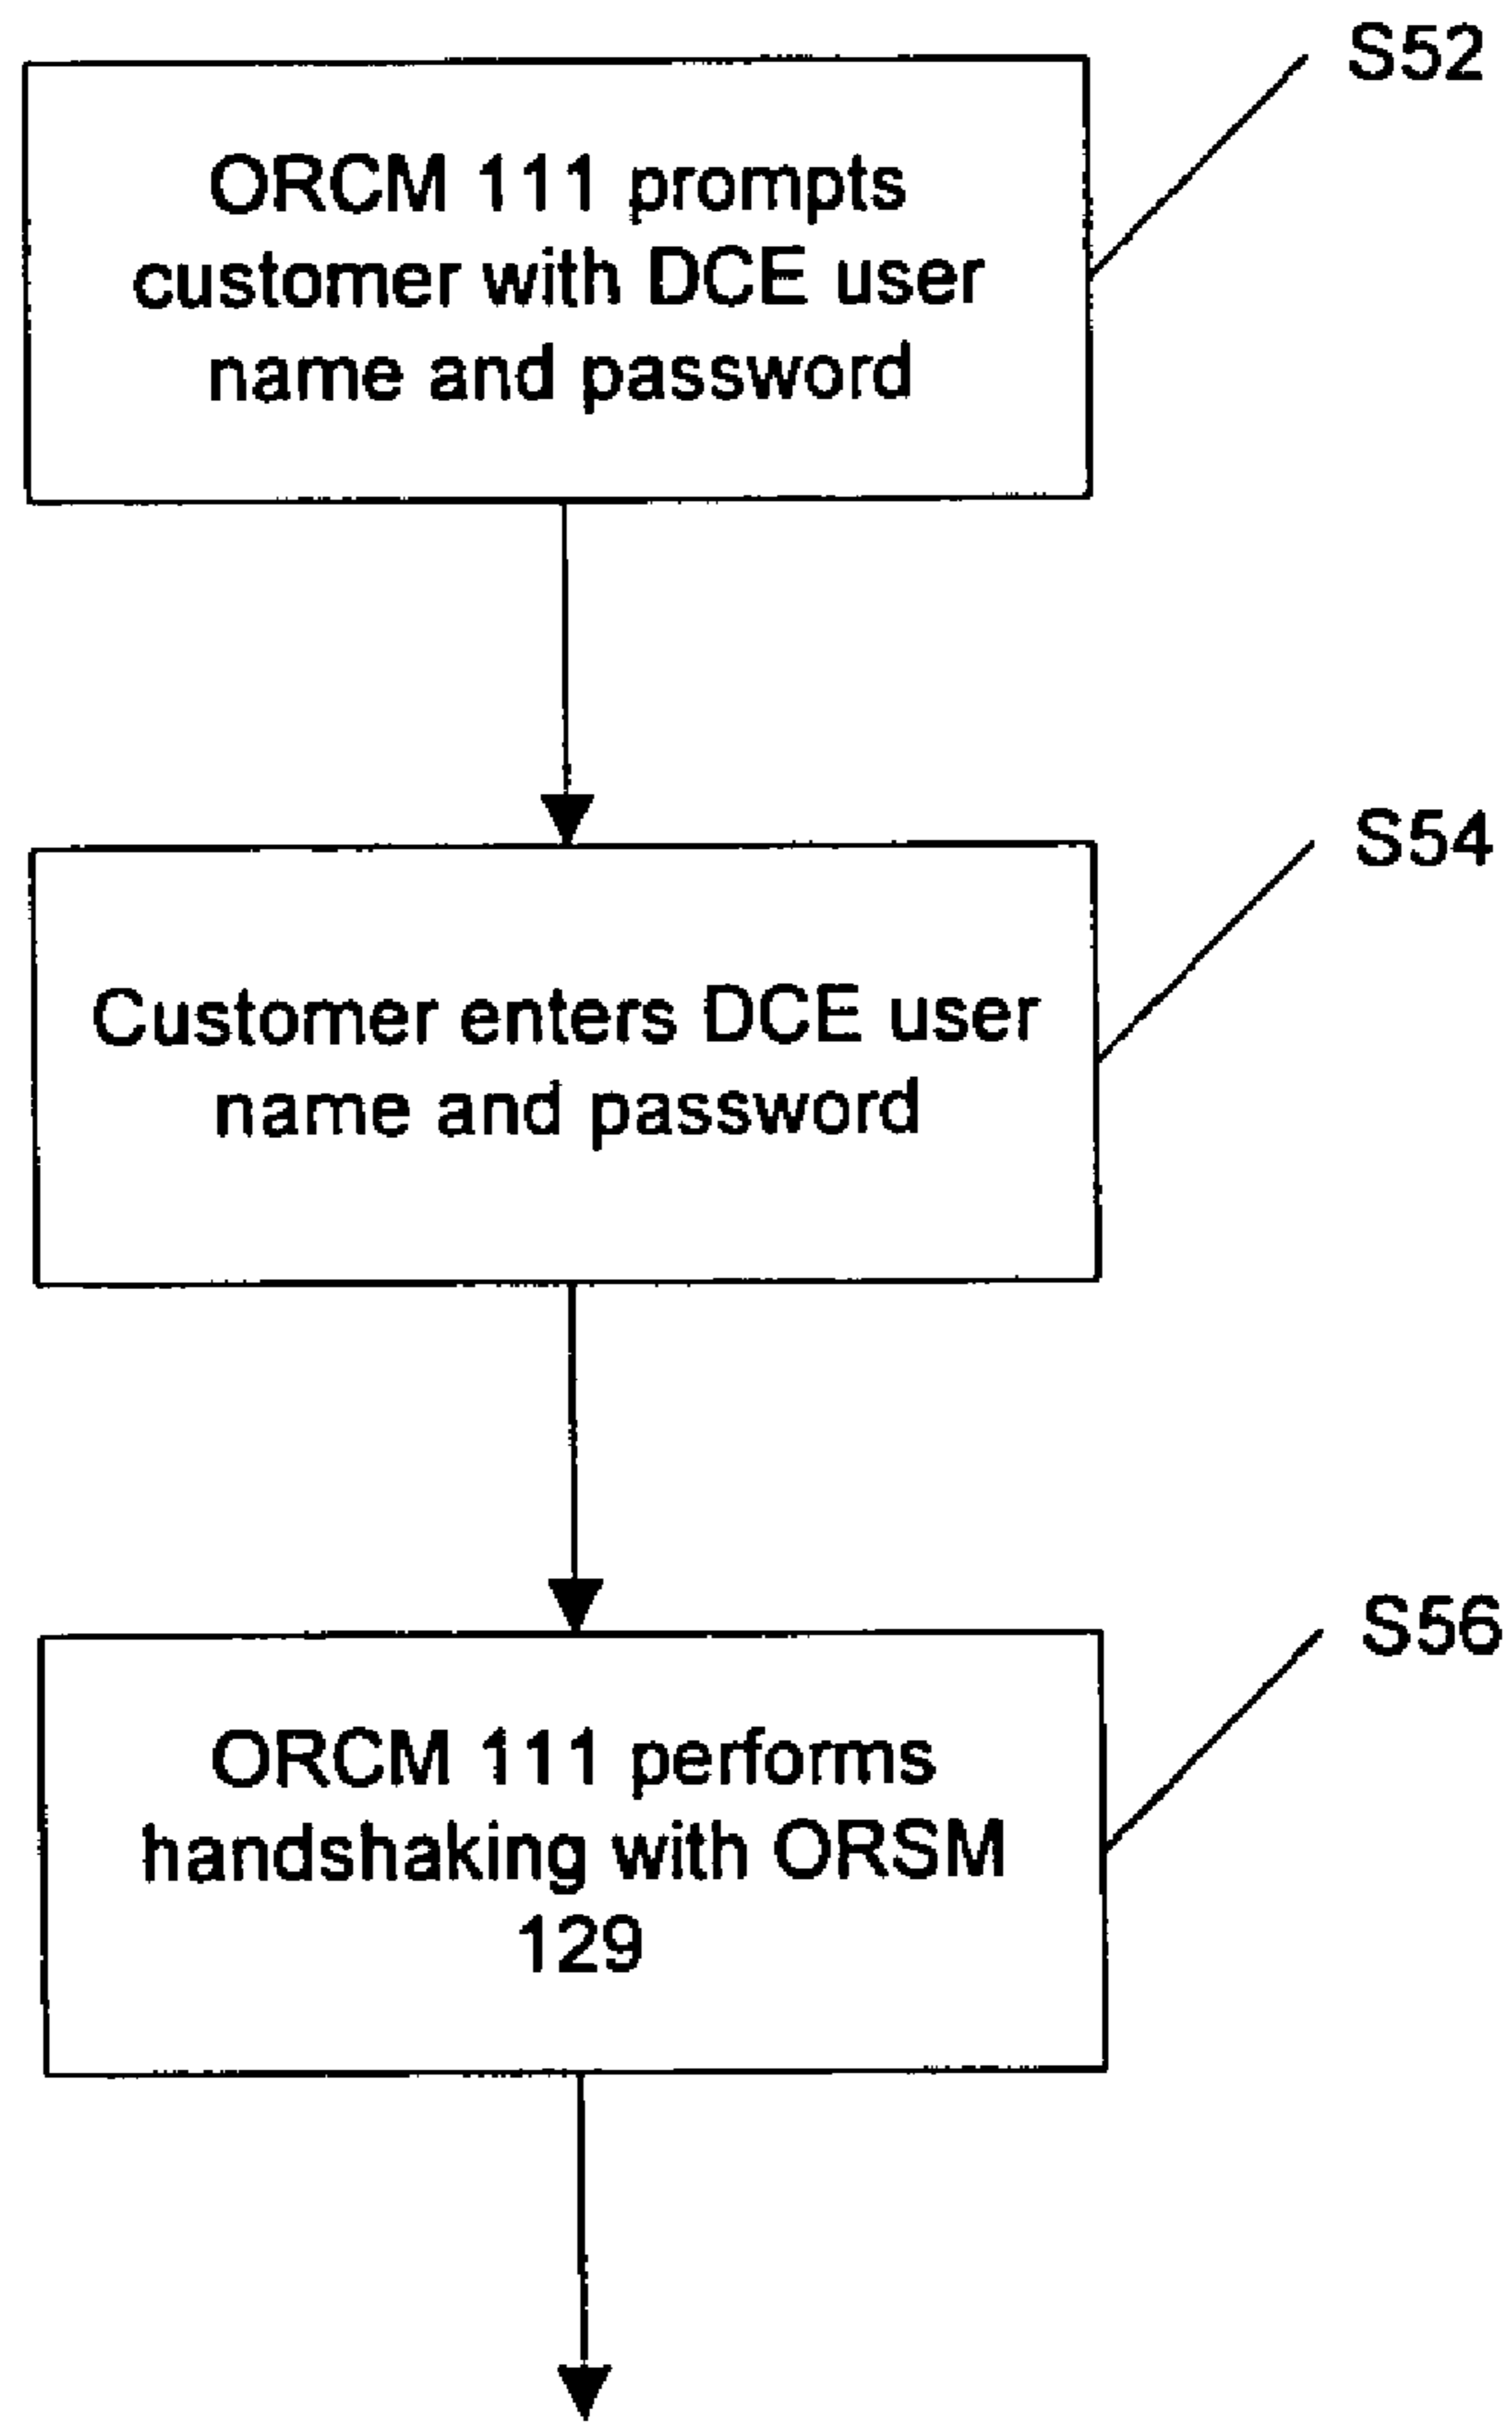 S52
ORCM 111 prompts
customer with DCE user
name and password
S54
Customer enters DCE user
name and password
S56
ORCM 111 performs
handshaking with ORSM
129